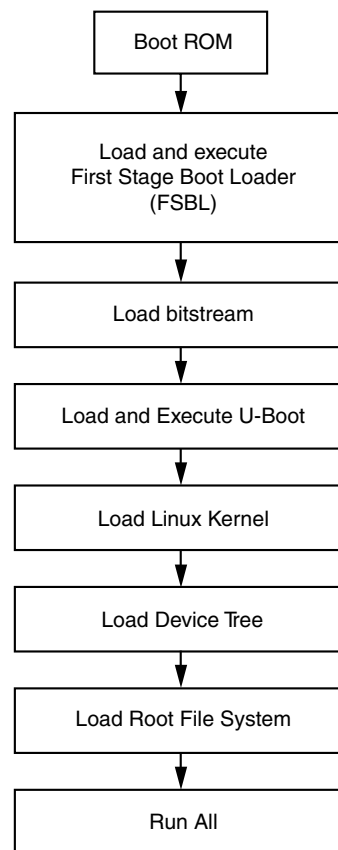 Boot ROM
Load and execute
First Stage Boot Loader
(FSBL)
Load bitstream
Load and Execute U-Boot
Load Linux Kernel
Load Device Tree
Load Root File System
Run All